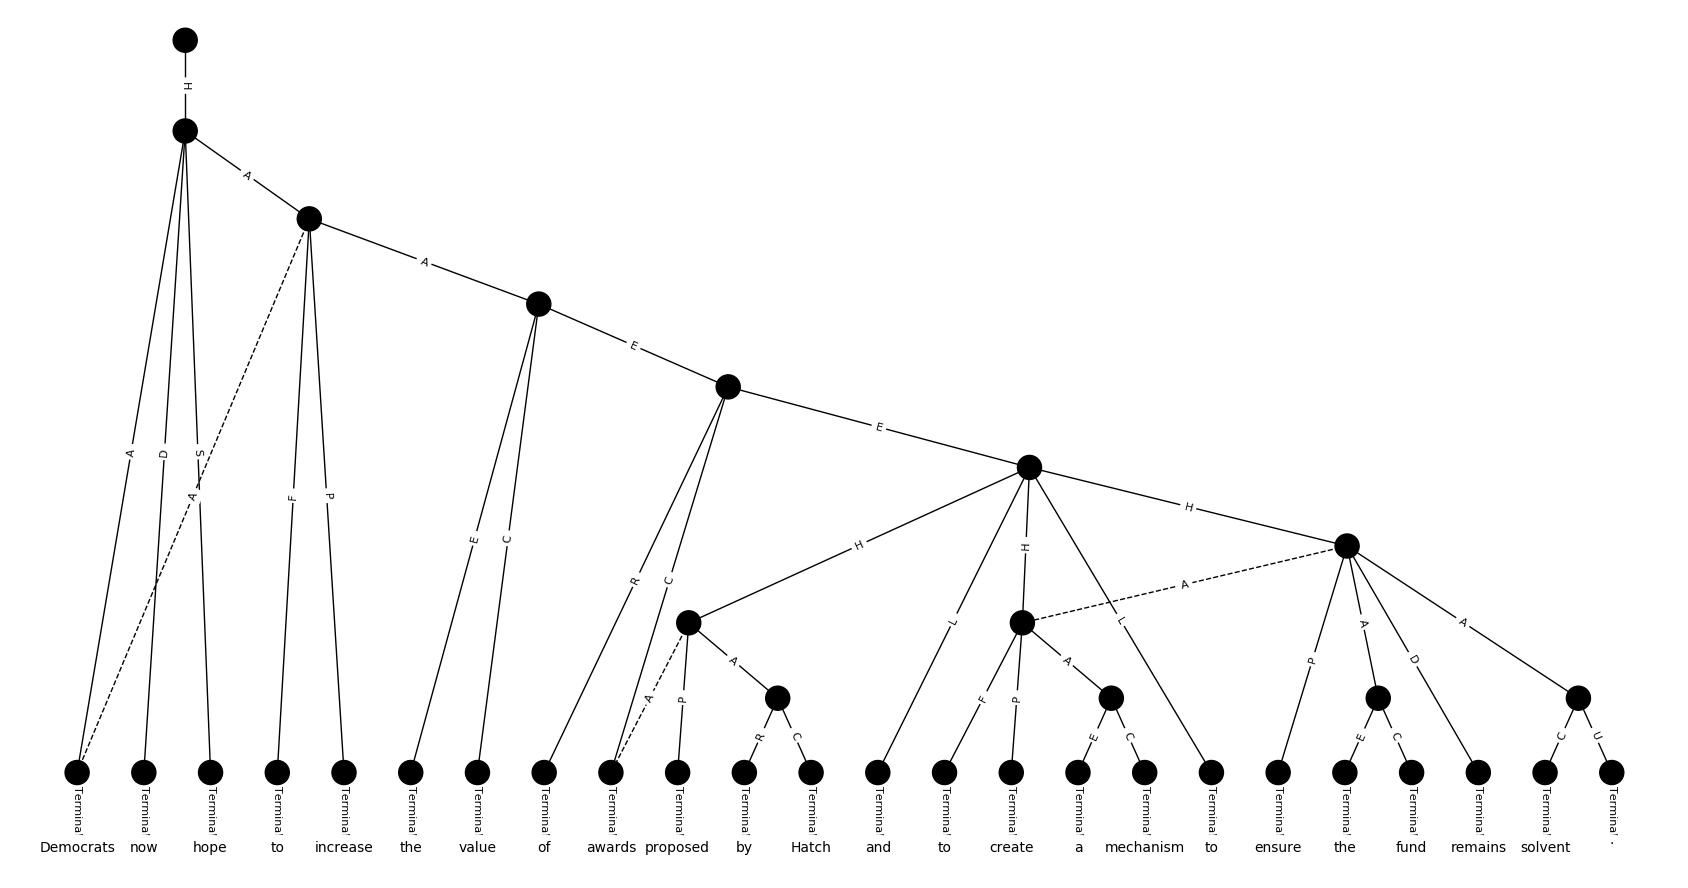 H
A
A
E
E
H
A
D
S
A
F
P
E
C
R
C
H
L
H
L
A
P
A
D
A
A
P
A
F
P
A
R
C
E
C
E
C
C
U
Terminal Terminal Terminal Terminal Terminal Terminal Terminal Terminal Terminal Terminal Terminal Terminal Terminal Terminal Terminal Terminal Terminal Terminal Terminal Terminal Terminal Terminal Terminal Terminal
Democrats now hope to increase the value of awards proposed by Hatch and to create a mechanism to ensure the fund remains solvent .